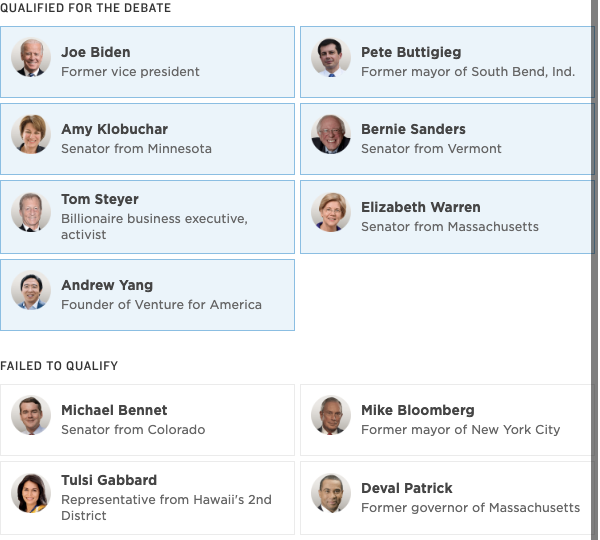 QUALIFIED FOR THE DEBATE
Joe Biden
Former vice president
Pete Buttigieg
Former mayor of South Bend, Ind.
Amy Klobuchar
Senator from Minnesota
Bernie Sanders
Senator from Vermont
Tom Steyer
Billionaire business executive,
activist
Elizabeth Warren
Senator from Massachusetts
Andrew Yang
Founder of Venture for America
FAILED TO QUALIFY
Michael Bennet
Senator from Colorado
Mike Bloomberg
Former mayor of New York City
Tulsi Gabbard
Representative from Hawaii's 2nd
District
Deval Patrick
Former governor of Massachusetts